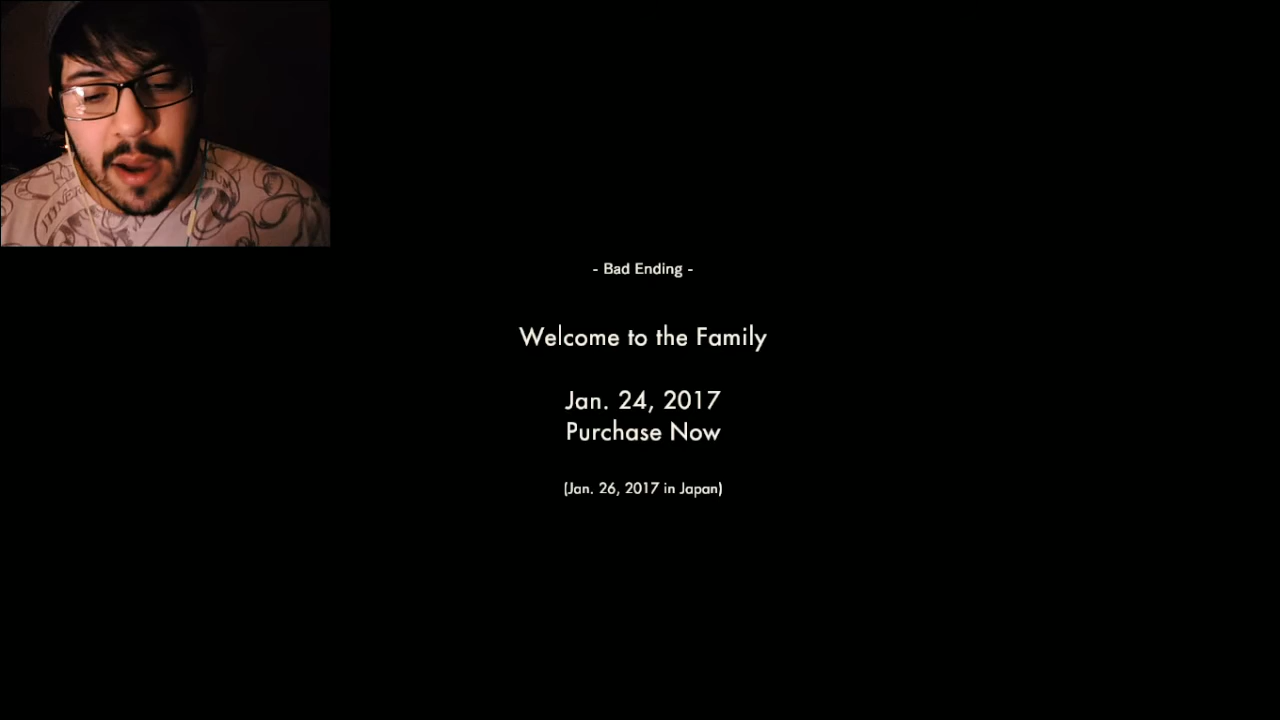 - Bad Ending -
Welcome to the Family
Jan. 24, 2017
Purchase Now
(Jan. 26, 2017 in Japan)